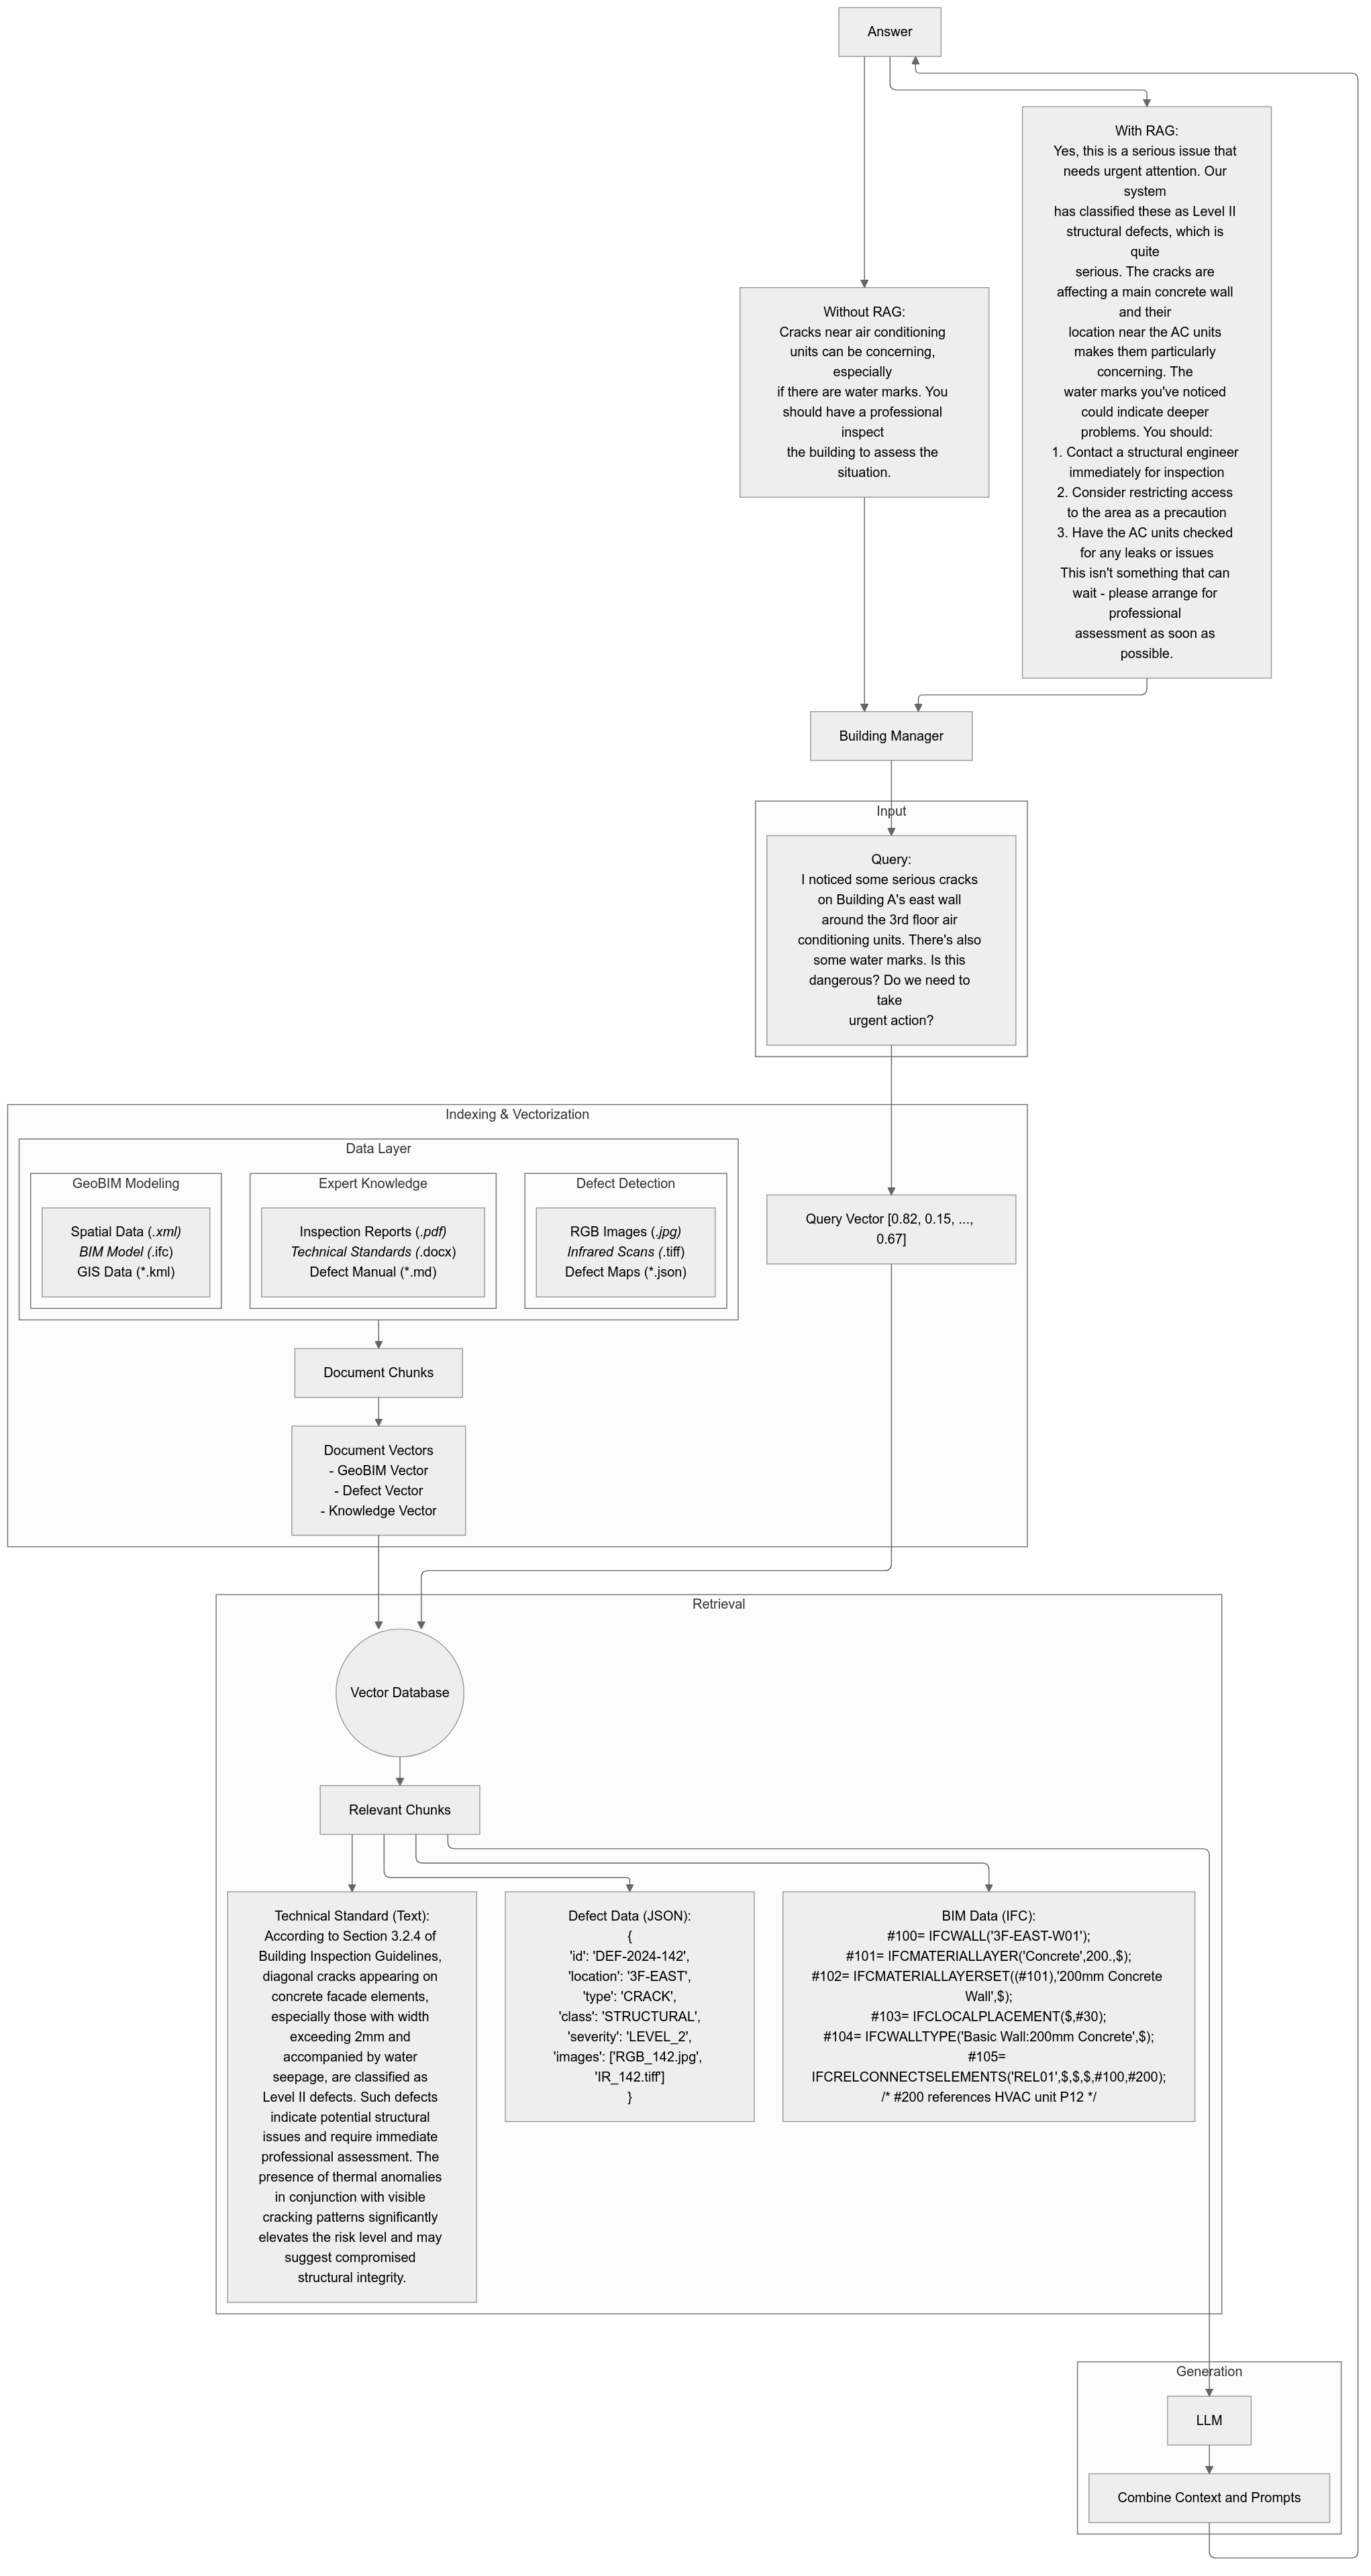 Answer
With RAG:
Yes, this is a serious issue that
needs urgent attention. Our
system
has classified these as Level II
structural defects, which is
quite
serious. The cracks are
affecting a main concrete wall
and their
location near the AC units
makes them particularly
concerning. The
water marks you've noticed
could indicate deeper
problems. You should:
1. Contact a structural engineer
immediately for inspection
2. Consider restricting access
to the area as a precaution
3. Have the AC units checked
for any leaks or issues
This isn't something that can
wait - please arrange for
professional
assessment as soon as
possible.
Without RAG:
Cracks near air conditioning
units can be concerning,
especially
if there are water marks. You
should have a professional
inspect
the building to assess the
situation.
Building Manager
Input
Query:
I noticed some serious cracks
on Building A's east wall
around the 3rd floor air
conditioning units. There's also
some water marks. Is this
dangerous? Do we need to
take
urgent action?
Indexing & Vectorization
Data Layer
GeoBIM Modeling
Spatial Data (.xml)
BIM Model (.ifc)
GIS Data (*.kml)
Expert Knowledge
Inspection Reports (.pdf)
Technical Standards (.docx)
Defect Manual (*.md)
Defect Detection
RGB Images (.jpg)
Infrared Scans (.tiff)
Defect Maps (*.json)
Query Vector [0.82, 0.15, ...,
0.67]
Document Chunks
Document Vectors
- GeoBIM Vector
- Defect Vector
- Knowledge Vector
Retrieval
Vector Database
Relevant Chunks
Technical Standard (Text):
According to Section 3.2.4 of
Building Inspection Guidelines,
diagonal cracks appearing on
concrete facade elements,
especially those with width
exceeding 2mm and
accompanied by water
seepage, are classified as
Level II defects. Such defects
indicate potential structural
issues and require immediate
professional assessment. The
presence of thermal anomalies
in conjunction with visible
cracking patterns significantly
elevates the risk level and may
suggest compromised
structural integrity.
Defect Data (JSON):
{
'id': 'DEF-2024-142',
'location': '3F-EAST',
'type': 'CRACK',
'class': 'STRUCTURAL',
'severity': 'LEVEL_2',
'images': ['RGB_142.jpg',
'IR_142.tiff']
}
BIM Data (IFC):
#100= IFCWALL('3F-EAST-W01');
#101= IFCMATERIALLAYER('Concrete',200.,$);
#102= IFCMATERIALLAYERSET((#101),'200mm Concrete
Wall',$);
#103= IFCLOCALPLACEMENT($,#30);
#104= IFCWALLTYPE('Basic Wall:200mm Concrete',$);
#105=
IFCRELCONNECTSELEMENTS('REL01',$,$,$,#100,#200);
/* #200 references HVAC unit P12 */
Generation
LLM
Combine Context and Prompts